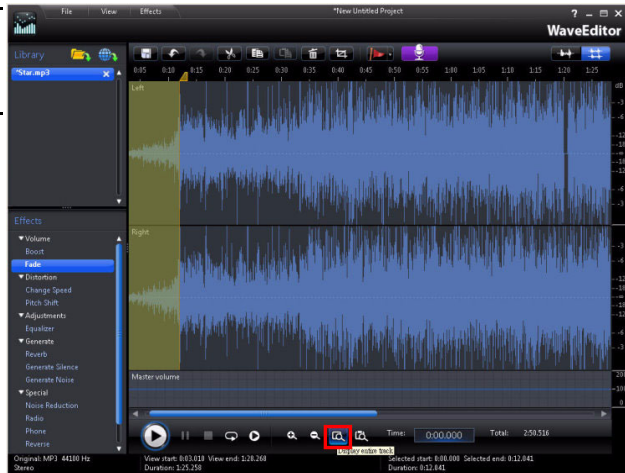 File View Effects *New Untitled Project
WaveEditor
Library
*Star.mp3
0:05 0:10 0:15 0:20 0:25 0:30 0:35 0:40 0:45 0:50 0:55 1:00 1:05 1:10 1:15 1:20 1:25
Left
dB
Right
Effects
Volume
Boost
Fade
Distortion
Change Speed
Pitch Shift
Adjustments
Equalizer
Generate
Reverb
Generate Silence
Generate Noise
Special
Noise Reduction
Radio
Phone
Reverse
Master volume
Time: 0:00.000 Total: 2:50.516
Display entire track
Original: MP3 44100 Hz
Stereo
View start: 0:03.010 View end: 1:28.268
Duration: 1:25.258
Selected start: 0:00.000 Selected end: 0:12.841
Duration: 0:12.841